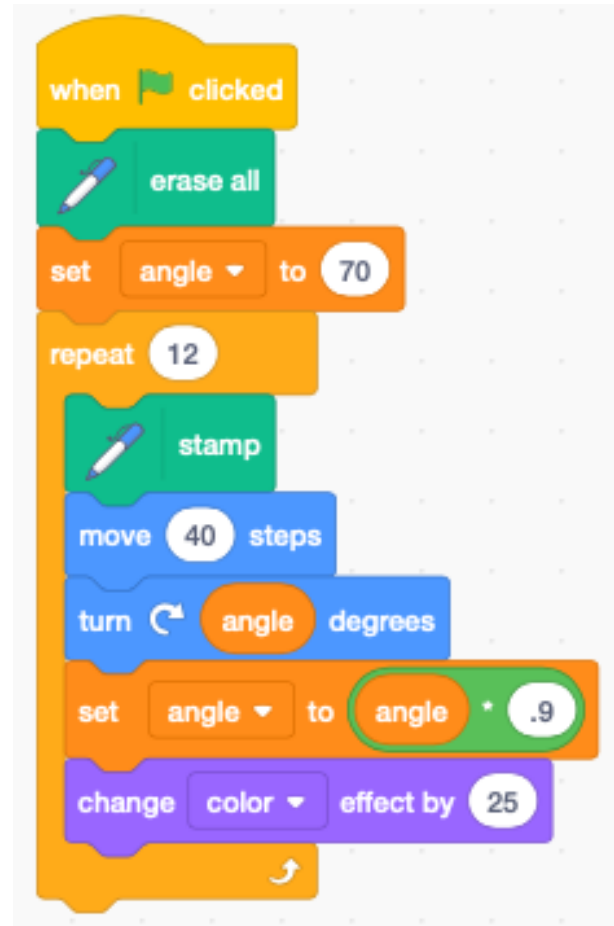 when clicked
erase all
set angle to 70
repeat 12
stamp
move 40 steps
turn angle degrees
set angle to angle * .9
change color effect by 25